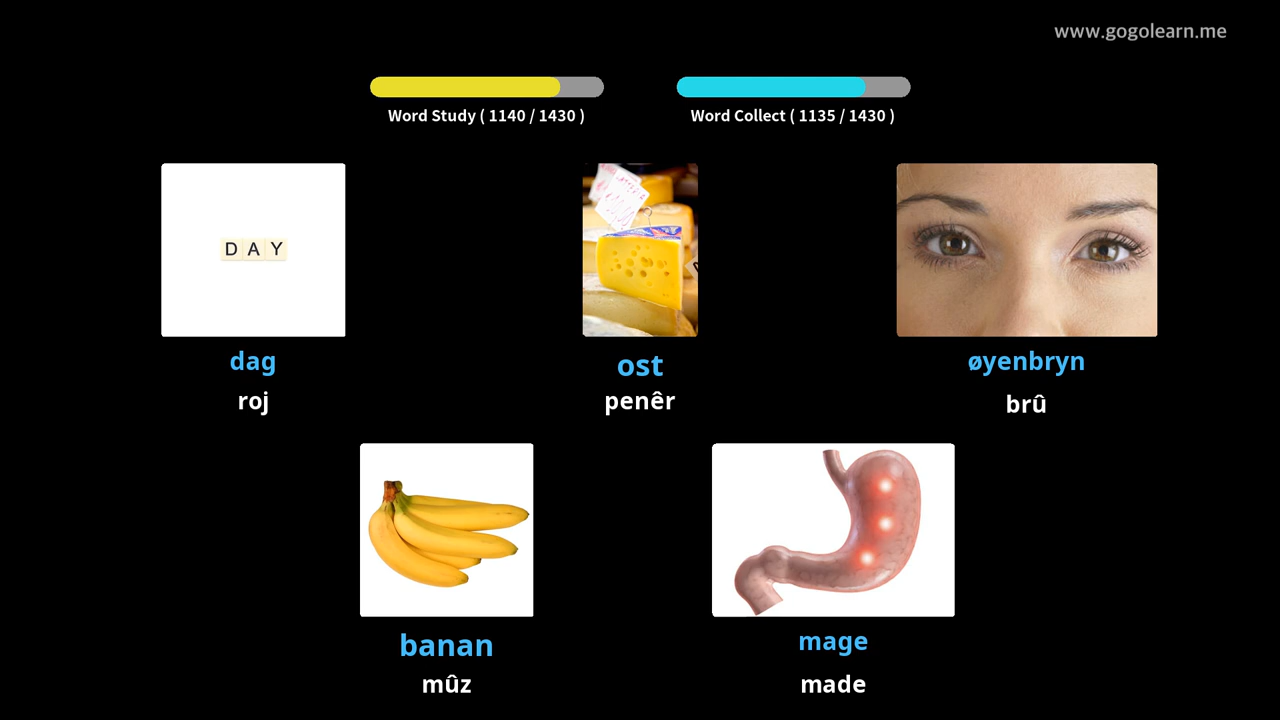 www.gogolearn.me
Word Study ( 1140 / 1430 )
Word Collect ( 1135 / 1430 )
DAY
dag
roj
ost
penêr
øyenbryn
brû
banan
mûz
mage
made